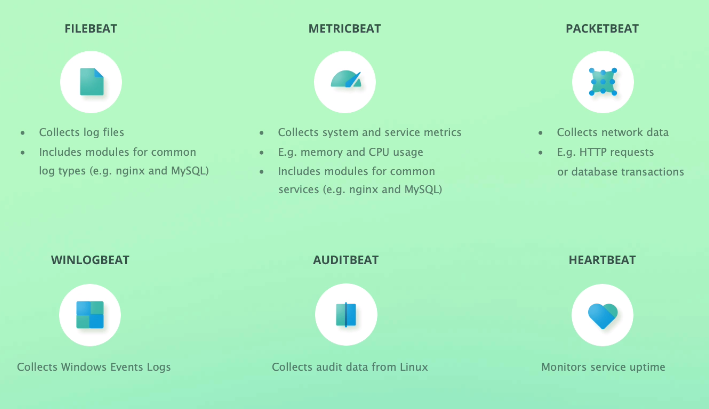 FILEBEAT
METRICBEAT
PACKETBEAT
• Collects log files
• Includes modules for common
log types (e.g. nginx and MySQL)
• Collects system and service metrics
• E.g. memory and CPU usage
• Includes modules for common
services (e.g. nginx and MySQL)
• Collects network data
• E.g. HTTP requests
or database transactions
WINLOGBEAT
AUDITBEAT
HEARTBEAT
Collects Windows Events Logs
Collects audit data from Linux
Monitors service uptime